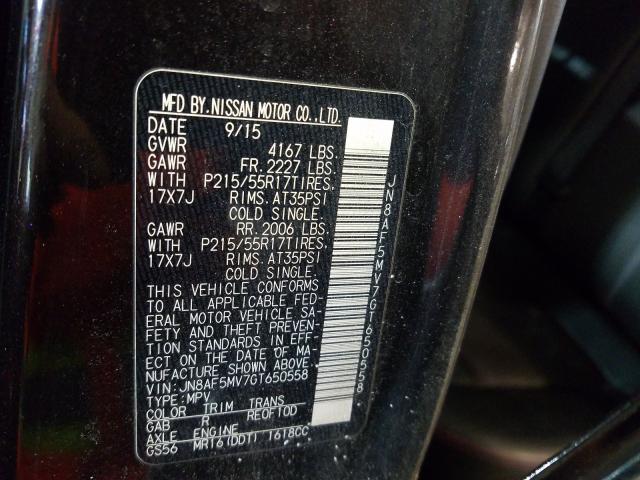 MFD BY.NISSAN MOTOR CO.,LTD.
DATE 9/15
GVWR 4167 LBS.
GAWR FR.2227 LBS.
WITH P215/55R17TIRES,
17X7J RIMS.AT35PSI
COLD SINGLE.
GAWR RR.2006 LBS.
WITH P215/55R17TIRES,
17X7J RIMS.AT35PSI
COLD SINGLE.
THIS VEHICLE CONFORMS
TO ALL APPLICABLE FED-
ERAL MOTOR VEHICLE SA-
FETY AND THEFT PREVEN-
TION STANDARDS IN EFF-
ECT ON THE DATE OF MA-
NUFACTURE SHOWN ABOVE.
VIN:JN8AF5MV7GT650558
TYPE:MPV
COLOR TRIM TRANS
GAB R RE0F10D
AXLE ENGINE
GS56 MR16(DDT) 1618CC
JN8AF5MV7GT650558